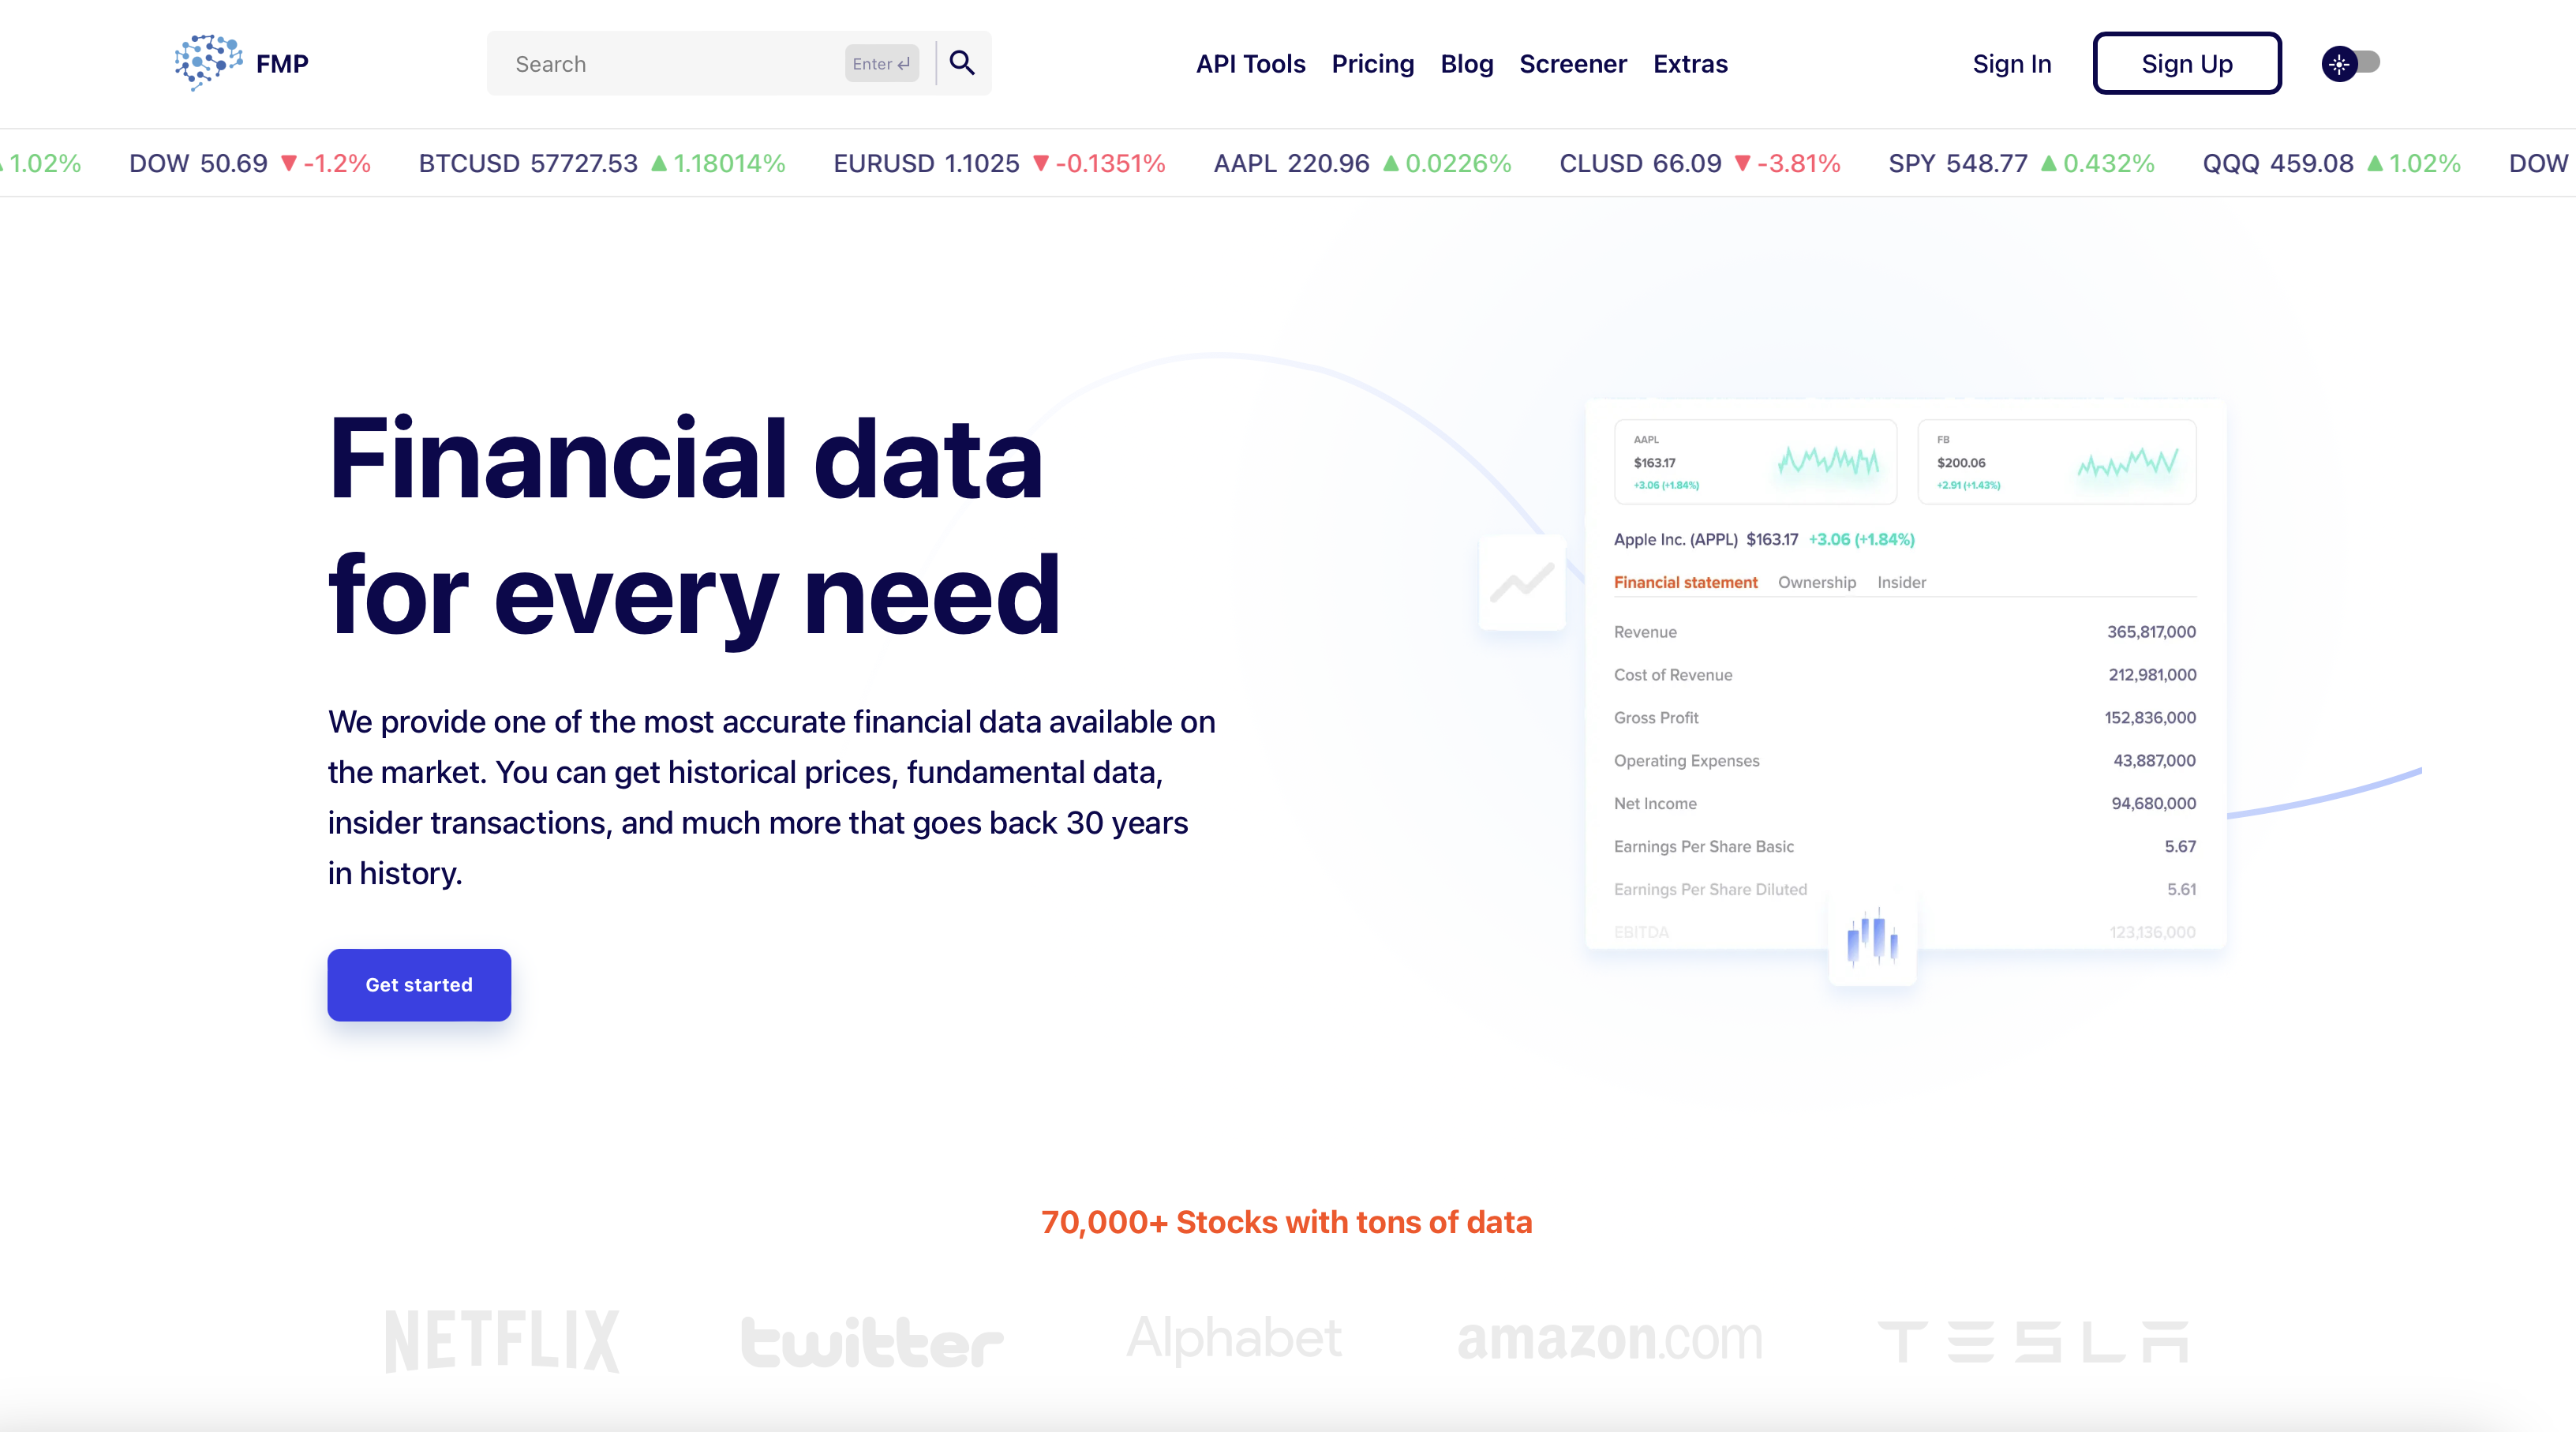 FMP
Search
Enter ↵
API Tools Pricing Blog Screener Extras
Sign In
Sign Up
1.02% DOW 50.69 ▼ -1.2% BTCUSD 57727.53 ▲ 1.18014% EURUSD 1.1025 ▼ -0.1351% AAPL 220.96 ▲ 0.0226% CLUSD 66.09 ▼ -3.81% SPY 548.77 ▲ 0.432% QQQ 459.08 ▲ 1.02% DOW
Financial data
for every need
We provide one of the most accurate financial data available on
the market. You can get historical prices, fundamental data,
insider transactions, and much more that goes back 30 years
in history.
Get started
AAPL
$163.17
+3.06 (+1.84%)
FB
$200.06
+2.91 (+1.43%)
Apple Inc. (APPL) $163.17 +3.06 (+1.84%)
Financial statement Ownership Insider
Revenue 365,817,000
Cost of Revenue 212,981,000
Gross Profit 152,836,000
Operating Expenses 43,887,000
Net Income 94,680,000
Earnings Per Share Basic 5.67
Earnings Per Share Diluted 5.61
EBITDA 123,136,000
70,000+ Stocks with tons of data
NETFLIX twitter Alphabet amazon.com TESLA